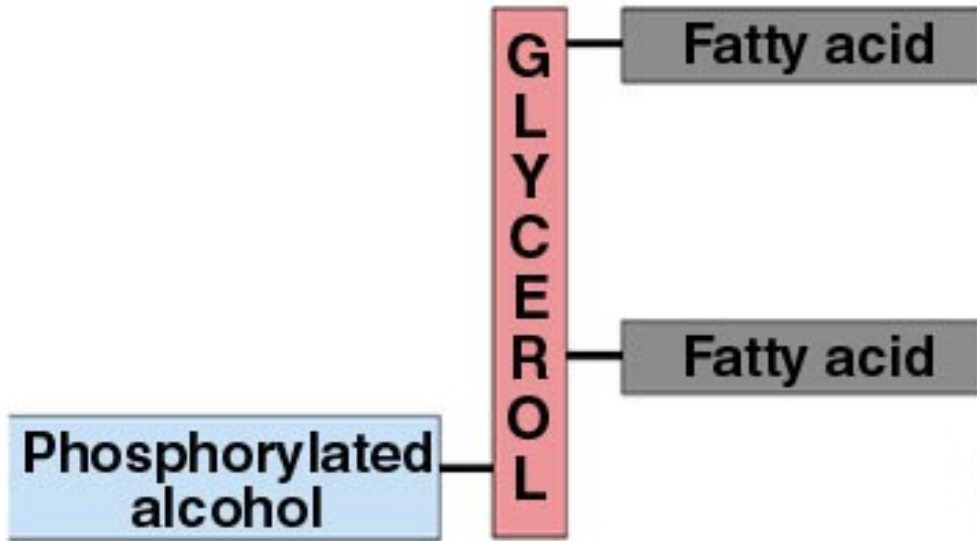 Fatty acid
GLYCEROL
Fatty acid
Phosphorylated
alcohol